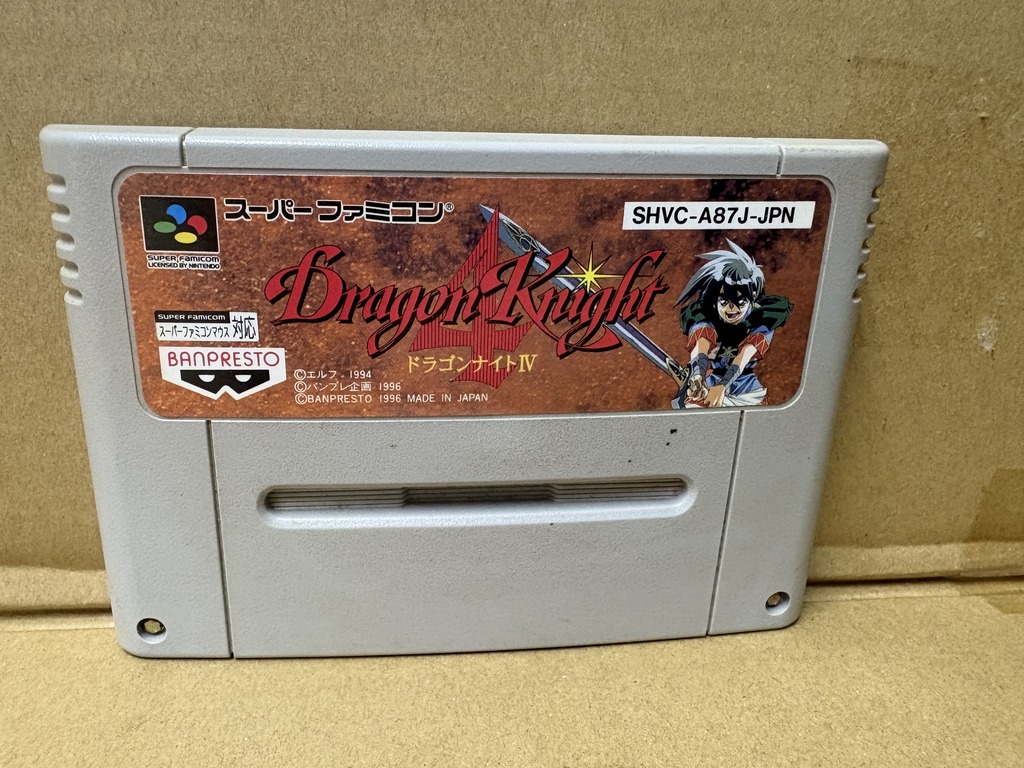 スーパーファミコン®
SHVC-A87J-JPN
SUPER FAMICOM
LICENSED BY NINTENDO
4
Dragon Knight
ドラゴンナイトⅣ
SUPER FAMICOM
スーパーファミコンマウス 対応
BANPRESTO
©エルフ 1994
©バンプレ企画 1996
©BANPRESTO 1996 MADE IN JAPAN